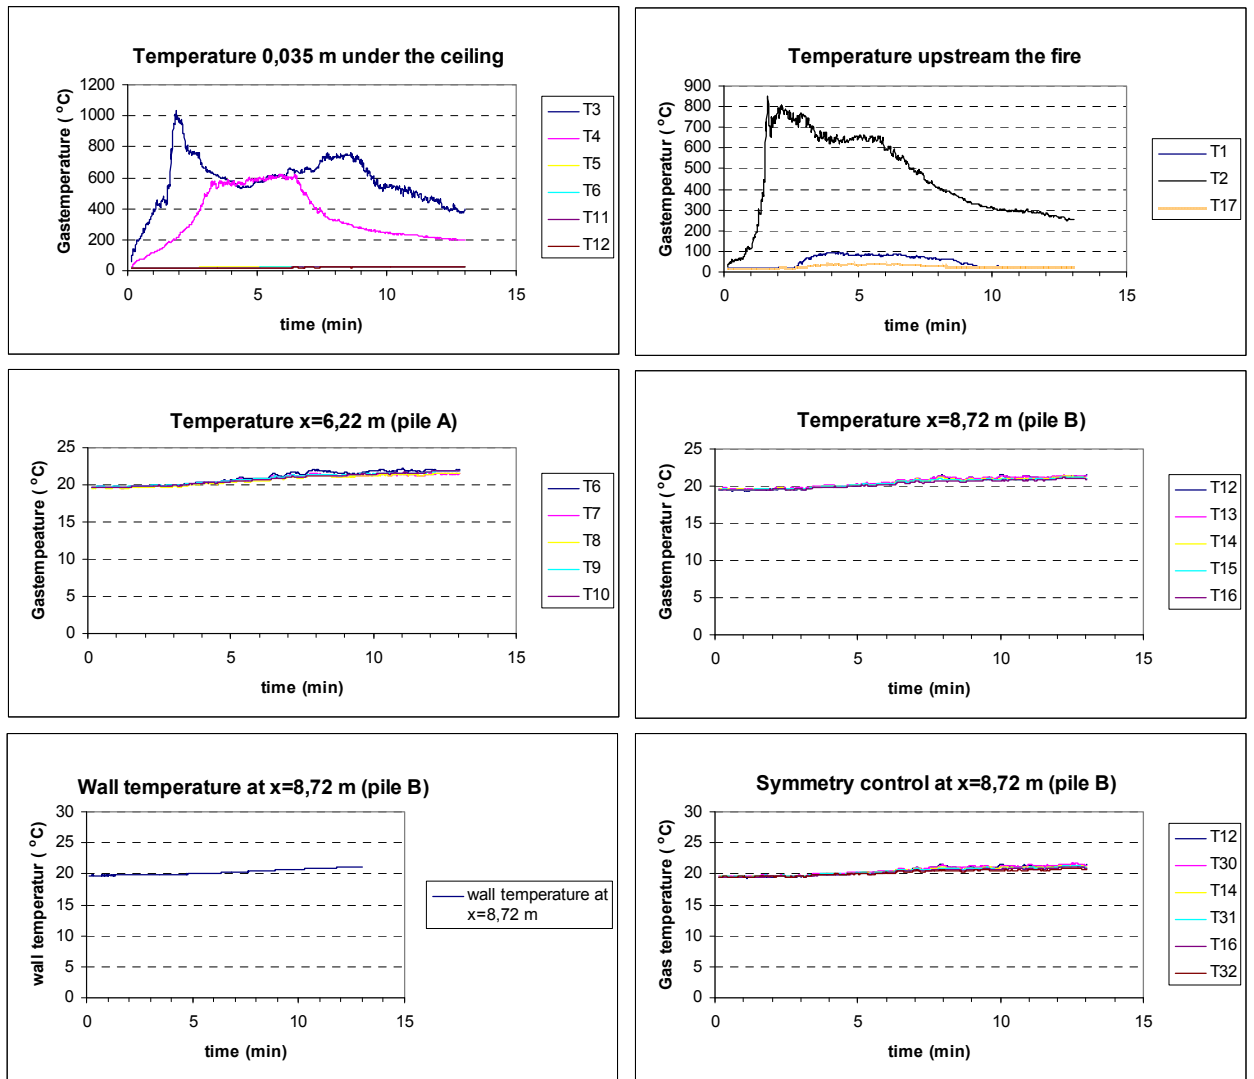 Temperature 0,035 m under the ceiling
Gastemperature ( °C)
1200
1000
800
600
400
200
0
0
5
10
15
time (min)
T3
T4
T5
T6
T11
T12
Temperature upstream the fire
Gastemperatur ( °C)
900
800
700
600
500
400
300
200
100
0
0
5
10
15
time (min)
T1
T2
T17
Temperature x=6,22 m (pile A)
Gastempeature ( °C)
25
20
15
10
5
0
0
5
10
15
time (min)
T6
T7
T8
T9
T10
Temperature x=8,72 m (pile B)
Gastemperatur ( °C)
25
20
15
10
5
0
0
5
10
15
time (min)
T12
T13
T14
T15
T16
Wall temperature at x=8,72 m (pile B)
wall temperatur ( °C)
30
25
20
15
10
5
0
0
5
10
15
time (min)
wall temperature at
x=8,72 m
Symmetry control at x=8,72 m (pile B)
Gas temperatur ( °C)
30
25
20
15
10
5
0
0
5
10
15
time (min)
T12
T30
T14
T31
T16
T32